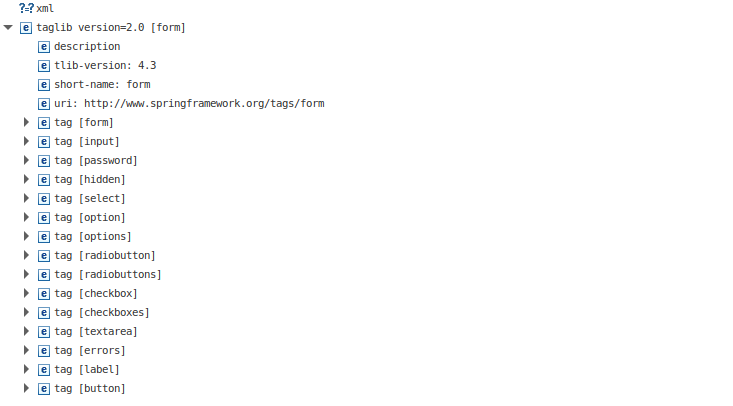 ?=? xml
e taglib version=2.0 [form]
e description
e tlib-version: 4.3
e short-name: form
e uri: http://www.springframework.org/tags/form
e tag [form]
e tag [input]
e tag [password]
e tag [hidden]
e tag [select]
e tag [option]
e tag [options]
e tag [radiobutton]
e tag [radiobuttons]
e tag [checkbox]
e tag [checkboxes]
e tag [textarea]
e tag [errors]
e tag [label]
e tag [button]